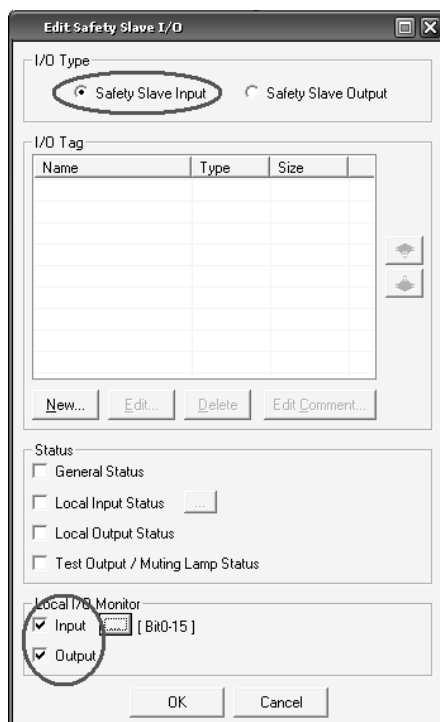 Edit Safety Slave I/O
I/O Type
Safety Slave Input
Safety Slave Output
I/O Tag
Name Type Size
New... Edit... Delete Edit Comment...
Status
General Status
Local Input Status ...
Local Output Status
Test Output / Muting Lamp Status
Local I/O Monitor
Input ... [ Bit0-15 ]
Output
OK Cancel